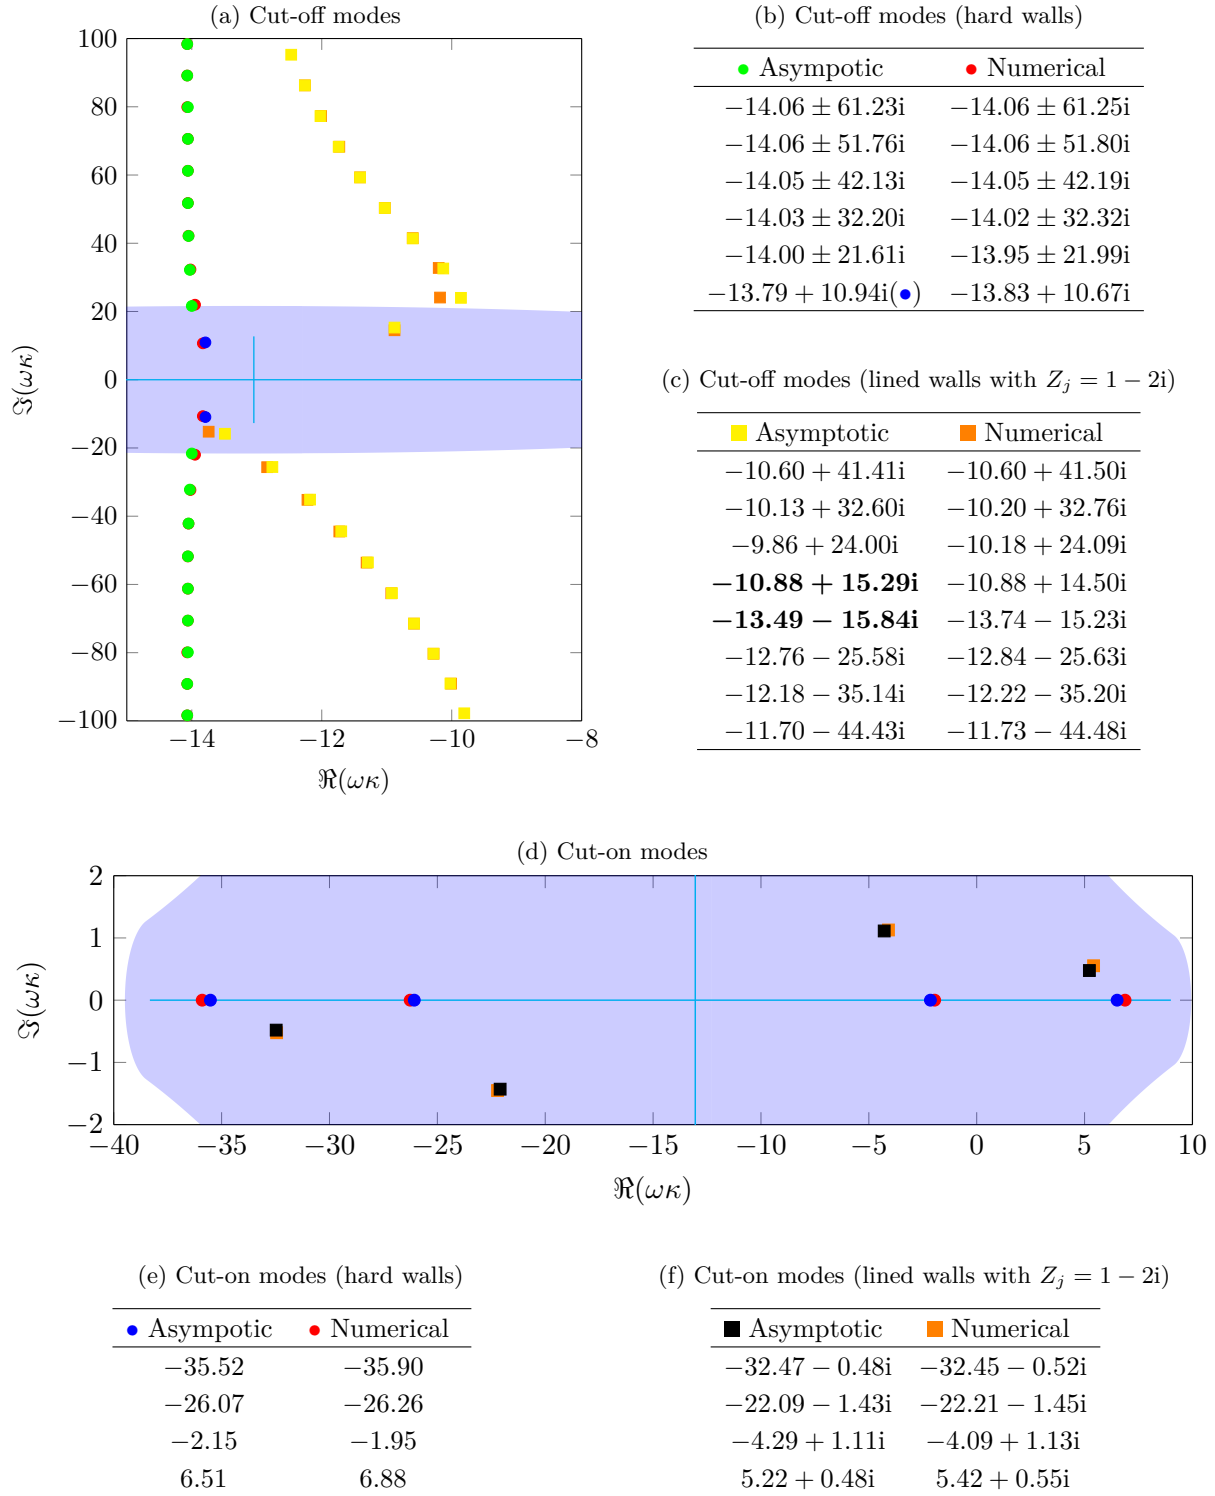 (a) Cut-off modes
100
80
60
40
20
0
−20
−40
−60
−80
−100
ℑ(ωκ)
−14 −12 −10 −8
ℜ(ωκ)
(b) Cut-off modes (hard walls)
Asympotic Numerical
−14.06 ± 61.23i −14.06 ± 61.25i
−14.06 ± 51.76i −14.06 ± 51.80i
−14.05 ± 42.13i −14.05 ± 42.19i
−14.03 ± 32.20i −14.02 ± 32.32i
−14.00 ± 21.61i −13.95 ± 21.99i
−13.79 + 10.94i(•) −13.83 + 10.67i
(c) Cut-off modes (lined walls with Z_j = 1 − 2i)
Asymptotic Numerical
−10.60 + 41.41i −10.60 + 41.50i
−10.13 + 32.60i −10.20 + 32.76i
−9.86 + 24.00i −10.18 + 24.09i
−10.88 + 15.29i −10.88 + 14.50i
−13.49 − 15.84i −13.74 − 15.23i
−12.76 − 25.58i −12.84 − 25.63i
−12.18 − 35.14i −12.22 − 35.20i
−11.70 − 44.43i −11.73 − 44.48i
(d) Cut-on modes
2
1
0
−1
−2
ℑ(ωκ)
−40 −35 −30 −25 −20 −15 −10 −5 0 5 10
ℜ(ωκ)
(e) Cut-on modes (hard walls)
Asympotic Numerical
−35.52 −35.90
−26.07 −26.26
−2.15 −1.95
6.51 6.88
(f) Cut-on modes (lined walls with Z_j = 1 − 2i)
Asymptotic Numerical
−32.47 − 0.48i −32.45 − 0.52i
−22.09 − 1.43i −22.21 − 1.45i
−4.29 + 1.11i −4.09 + 1.13i
5.22 + 0.48i 5.42 + 0.55i